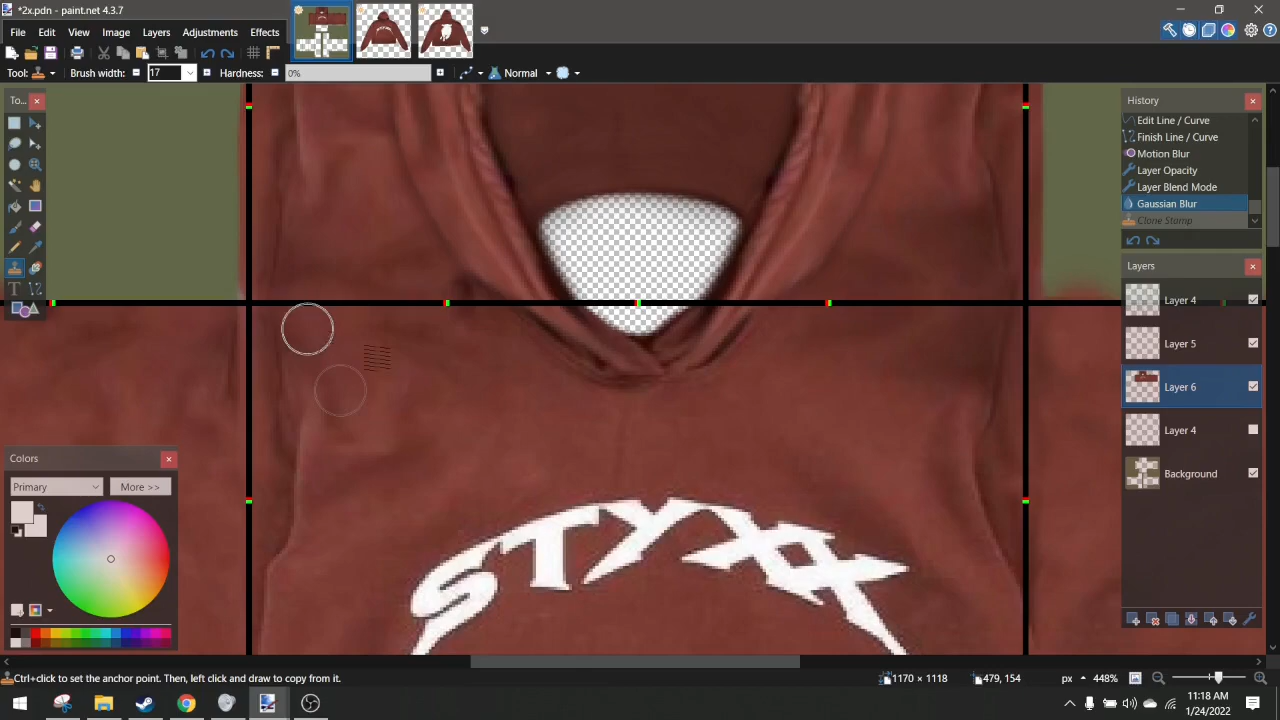 *2x.pdn - paint.net 4.3.7
File Edit View Image Layers Adjustments Effects
Tool: Brush width: 17 Hardness: 0% Normal
To...
History
Edit Line / Curve
Finish Line / Curve
Motion Blur
Layer Opacity
Layer Blend Mode
Gaussian Blur
Clone Stamp
Layers
Layer 4
Layer 5
Layer 6
Layer 4
Background
STYXX
Colors
Primary More >>
Ctrl+click to set the anchor point. Then, left click and draw to copy from it. 1170 × 1118 479, 154 px 448%
11:18 AM
1/24/2022